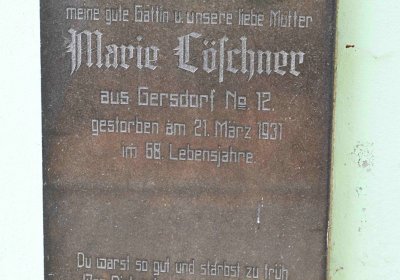 meine gute Gattin u. unsere liebe Mutter
Marie Löschner
aus Gersdorf No 12.
gestorben am 21. März 1931
im 68. Lebensjahre.
Du warst so gut und starbst zu früh